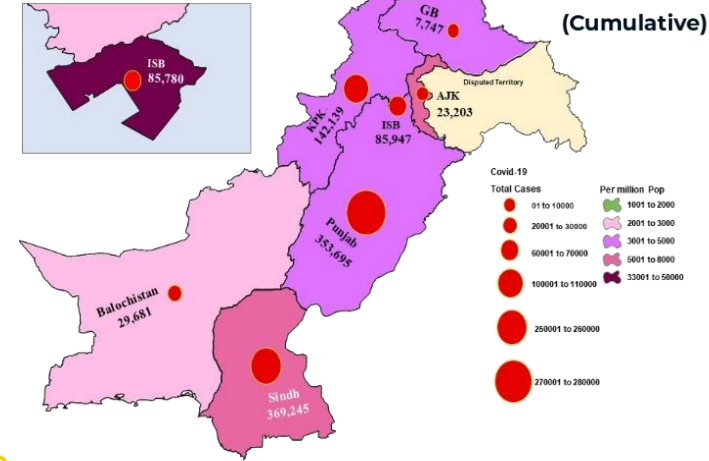 (Cumulative)
GB
7,747
ISB
85,780
Disputed Territory
AJK
23,203
KPK
142,139
ISB
85,947
Punjab
353,695
Balochistan
29,681
Sindh
369,245
Covid-19
Total Cases
01 to 10000
20001 to 30000
60001 to 70000
100001 to 110000
250001 to 260000
270001 to 280000
Per million Pop
1001 to 2000
2001 to 3000
3001 to 5000
5001 to 8000
33001 to 50000